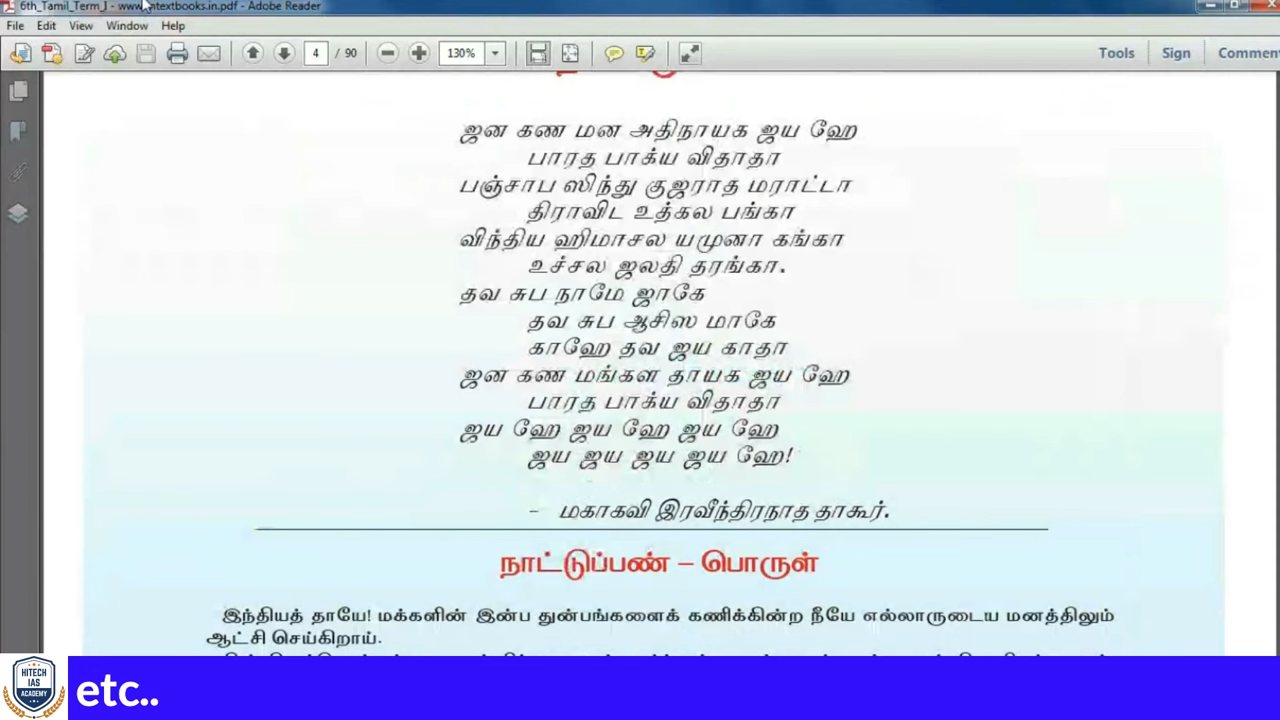 6th_Tamil_Term_I - www.ntextbooks.in.pdf - Adobe Reader
File Edit View Window Help
4 / 90 130% Tools Sign Comment
ஜன கண மன அதிநாயக ஜய ஹே
பாரத பாக்ய விதாதா
பஞ்சாப ஸிந்து குஜராத மராட்டா
திராவிட உத்கல பங்கா
விந்திய ஹிமாசல யமுனா கங்கா
உச்சல ஜலதி தரங்கா.
தவ சுப நாமே ஜாகே
தவ சுப ஆசிஸ மாகே
காஹே தவ ஜய காதா
ஜன கண மங்கள தாயக ஜய ஹே
பாரத பாக்ய விதாதா
ஜய ஹே ஜய ஹே ஜய ஹே
ஜய ஜய ஜய ஜய ஹே!
- மகாகவி இரவீந்திரநாத தாகூர்.
நாட்டுப்பண் – பொருள்
இந்தியத் தாயே! மக்களின் இன்ப துன்பங்களைக் கணிக்கின்ற நீயே எல்லாருடைய மனத்திலும்
ஆட்சி செய்கிறாய்.
HITECH
IAS
ACADEMY
etc..